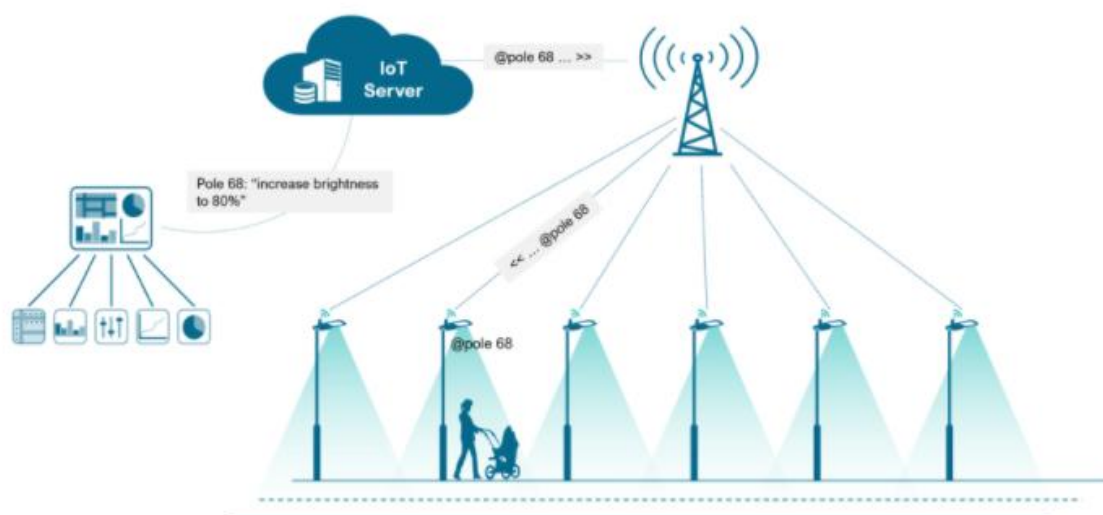 IoT
Server
@pole 68 ... >>
Pole 68: "increase brightness
to 80%"
<< ... @pole 68
@pole 68